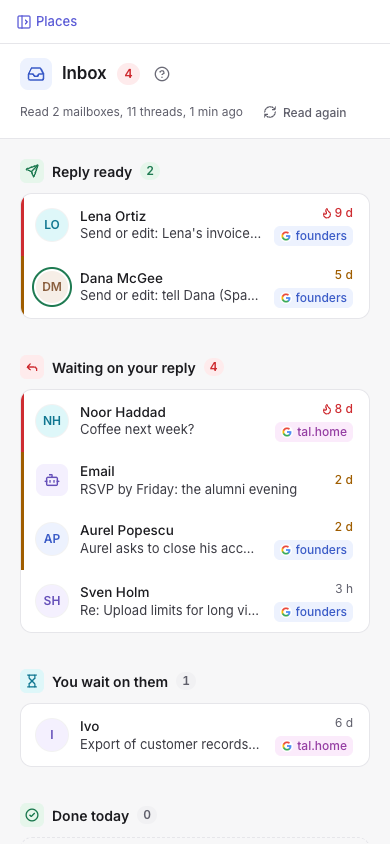 Places
Inbox 4
Read 2 mailboxes, 11 threads, 1 min ago Read again
Reply ready 2
LO Lena Ortiz 9 d
Send or edit: Lena's invoice... founders
DM Dana McGee 5 d
Send or edit: tell Dana (Spa... founders
Waiting on your reply 4
NH Noor Haddad 8 d
Coffee next week? tal.home
Email 2 d
RSVP by Friday: the alumni evening
AP Aurel Popescu 2 d
Aurel asks to close his acc... founders
SH Sven Holm 3 h
Re: Upload limits for long vi... founders
You wait on them 1
I Ivo 6 d
Export of customer records... tal.home
Done today 0